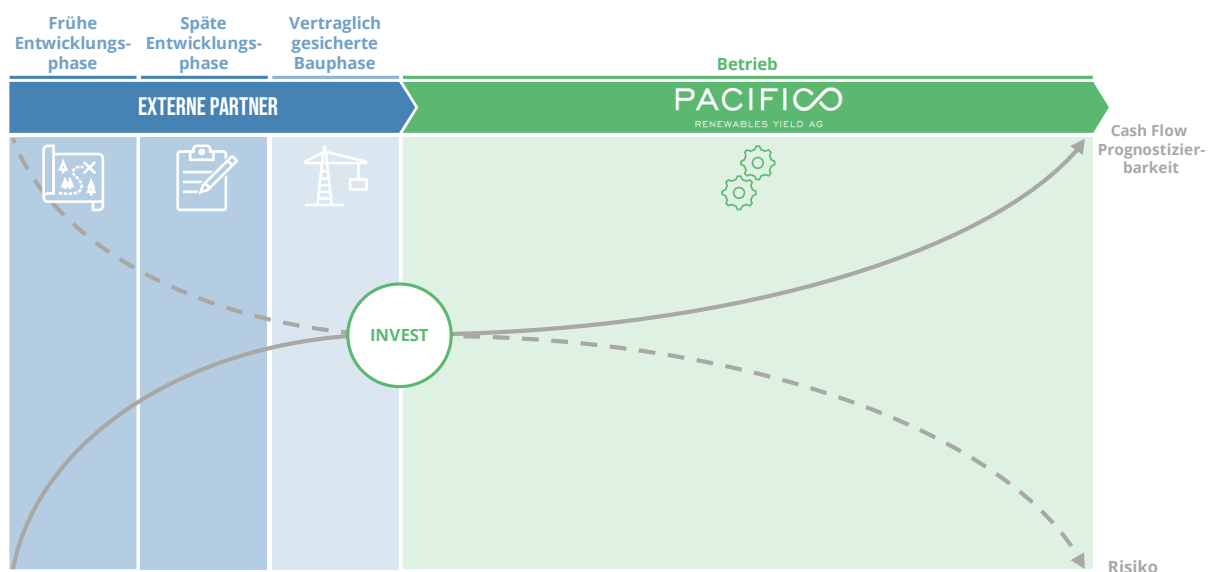 Frühe
Entwicklungs-
phase
Späte
Entwicklungs-
phase
Vertraglich
gesicherte
Bauphase
Betrieb
EXTERNE PARTNER
PACIFICO
RENEWABLES YIELD AG
Cash Flow
Prognostizier-
barkeit
INVEST
Risiko